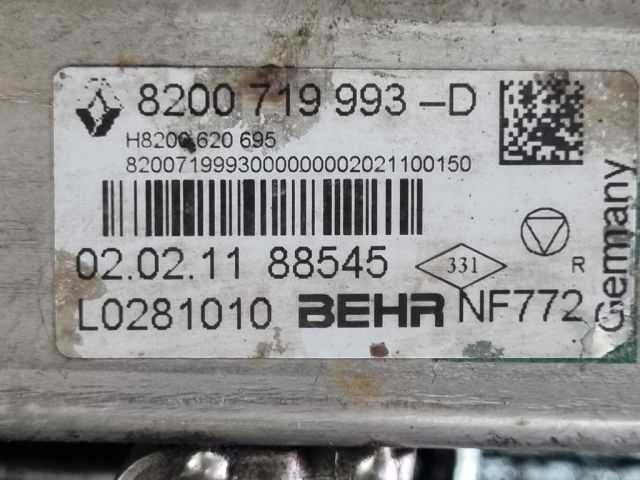 8200 719 993 -D
H8200 620 695
8200719993000000002021100150
02.02.11 88545
331
R
L0281010 BEHR NF772
Germany